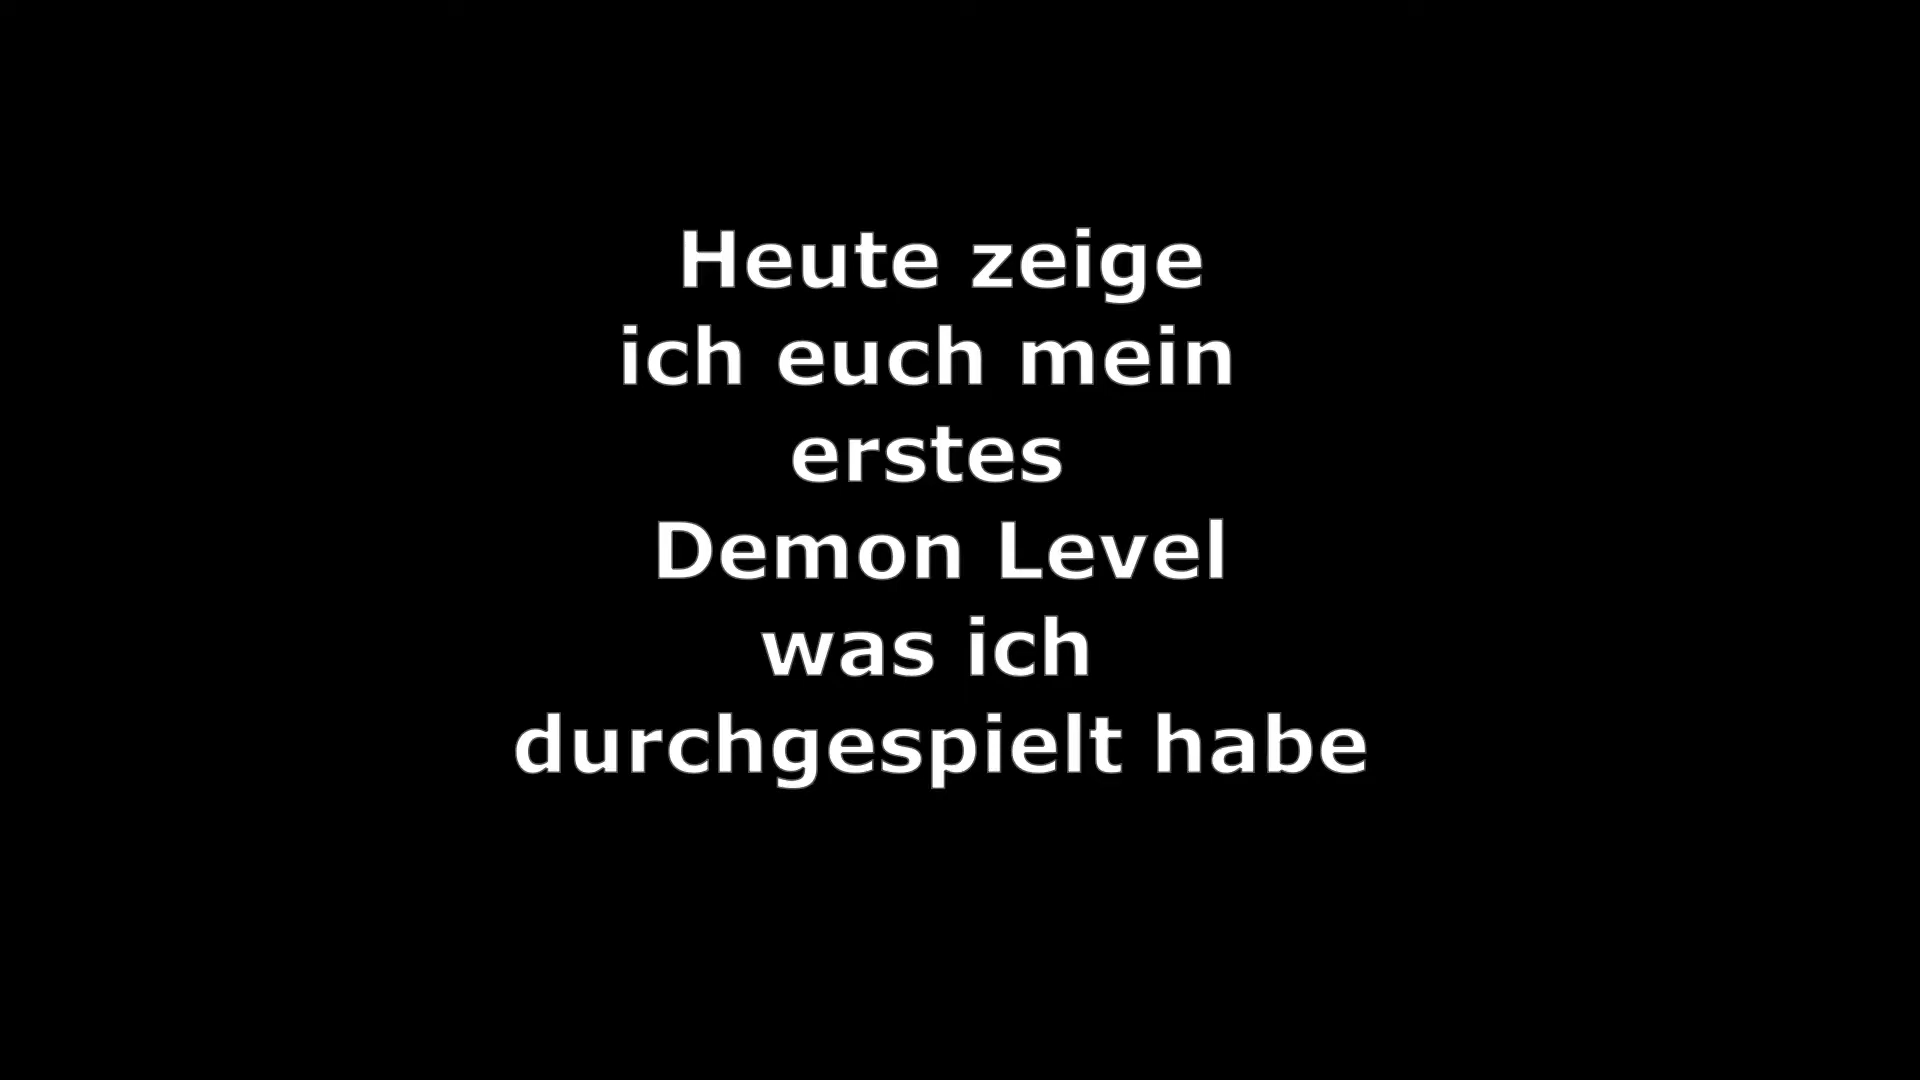 Heute zeige
ich euch mein
erstes
Demon Level
was ich
durchgespielt habe